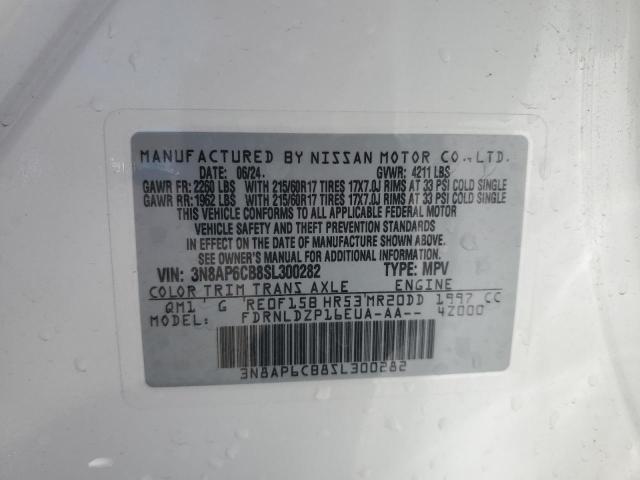 MANUFACTURED BY NISSAN MOTOR CO.,LTD.
DATE: 06/24 GVWR: 4211 LBS
GAWR FR: 2260 LBS WITH 215/60R17 TIRES 17X7.0J RIMS AT 33 PSI COLD SINGLE
GAWR RR: 1962 LBS WITH 215/60R17 TIRES 17X7.0J RIMS AT 33 PSI COLD SINGLE
THIS VEHICLE CONFORMS TO ALL APPLICABLE FEDERAL MOTOR
VEHICLE SAFETY AND THEFT PREVENTION STANDARDS
IN EFFECT ON THE DATE OF MANUFACTURE SHOWN ABOVE.
SEE OWNER'S MANUAL FOR ADDITIONAL INFORMATION
VIN: 3N8AP6CB8SL300282 TYPE: MPV
COLOR TRIM TRANS AXLE ENGINE
QM1 G RE0F15B HR53 MR20DD 1997 CC
MODEL: FDRNLDZP16EUA-AA-- 4Z000
3N8AP6CB8SL300282